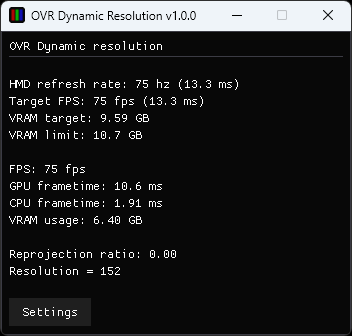 OVR Dynamic Resolution v1.0.0
OVR Dynamic resolution
HMD refresh rate: 75 hz (13.3 ms)
Target FPS: 75 fps (13.3 ms)
VRAM target: 9.59 GB
VRAM limit: 10.7 GB
FPS: 75 fps
GPU frametime: 10.6 ms
CPU frametime: 1.91 ms
VRAM usage: 6.40 GB
Reprojection ratio: 0.00
Resolution = 152
Settings